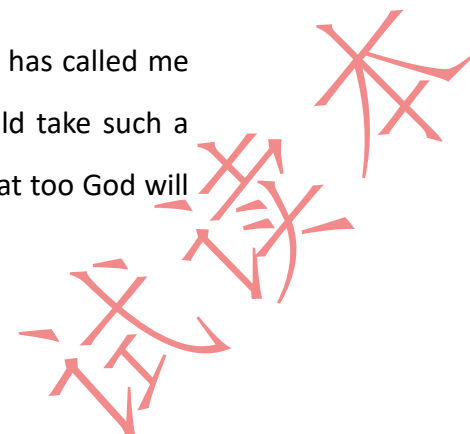 has called me
ld take such a
at too God will
试读本